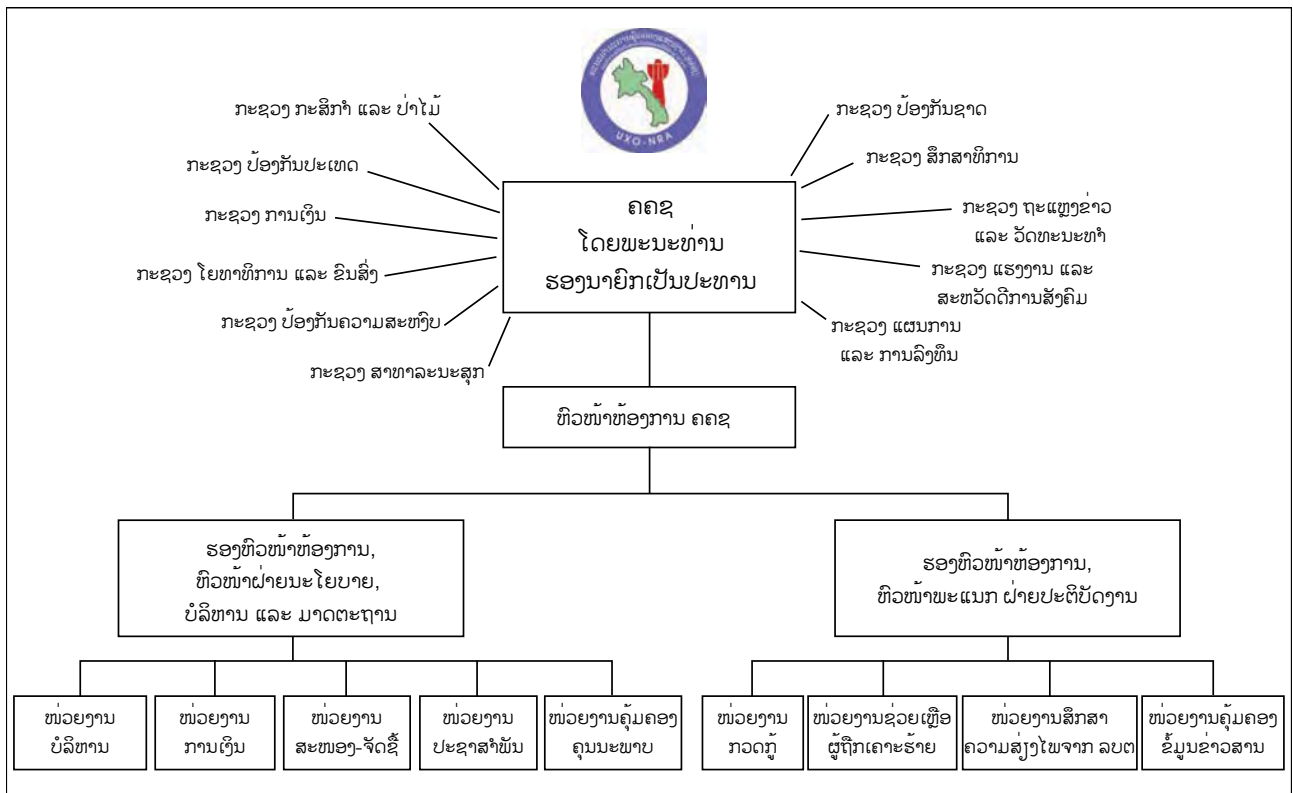 UXO-NRA
ກະຊວງ ກະສິກຳ ແລະ ປ່າໄມ້
ກະຊວງ ປ້ອງກັນປະເທດ
ກະຊວງ ການເງິນ
ກະຊວງ ໂຍທາທິການ ແລະ ຂົນສົ່ງ
ກະຊວງ ປ້ອງກັນຄວາມສະຫງົບ
ກະຊວງ ສາທາລະນະສຸກ
ຄຄຊ
ໂດຍພະນະທ່ານ
ຮອງນາຍົກເປັນປະທານ
ກະຊວງ ປ້ອງກັນຊາດ
ກະຊວງ ສຶກສາທິການ
ກະຊວງ ຖະແຫຼງຂ່າວ
ແລະ ວັດທະນະທຳ
ກະຊວງ ແຮງງານ ແລະ
ສະຫວັດດີການສັງຄົມ
ກະຊວງ ແຜນການ
ແລະ ການລົງທຶນ
ຫົວໜ້າຫ້ອງການ ຄຄຊ
ຮອງຫົວໜ້າຫ້ອງການ,
ຫົວໜ້າຝ່າຍນະໂຍບາຍ,
ບໍລິຫານ ແລະ ມາດຕະຖານ
ຮອງຫົວໜ້າຫ້ອງການ,
ຫົວໜ້າພະແນກ ຝ່າຍປະຕິບັດງານ
ໜ່ວຍງານ
ບໍລິຫານ
ໜ່ວຍງານ
ການເງິນ
ໜ່ວຍງານ
ສະໜອງ-ຈັດຊື້
ໜ່ວຍງານ
ປະຊາສຳພັນ
ໜ່ວຍງານຄຸ້ມຄອງ
ຄຸນນະພາບ
ໜ່ວຍງານ
ກວດກູ້
ໜ່ວຍງານຊ່ວຍເຫຼືອ
ຜູ້ຖືກເຄາະຮ້າຍ
ໜ່ວຍງານສຶກສາ
ຄວາມສ່ຽງໄພຈາກ ລບຕ
ໜ່ວຍງານຄຸ້ມຄອງ
ຂໍ້ມູນຂ່າວສານ